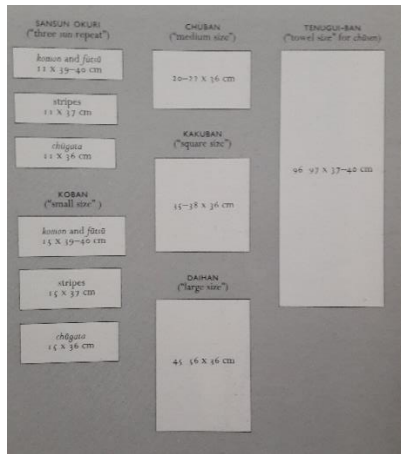 SANSUN OKURI
("three sun repeat")
komon and fūtsū
11 x 39–40 cm
stripes
11 x 37 cm
chūgata
11 x 36 cm
KOBAN
("small size")
komon and fūtsū
15 x 39–40 cm
stripes
15 x 37 cm
chūgata
15 x 36 cm
CHUBAN
("medium size")
20–22 x 36 cm
KAKUBAN
("square size")
35–38 x 36 cm
DAIHAN
("large size")
45 56 x 36 cm
TENUGUI-BAN
("towel size" for chūsen)
96 97 x 37–40 cm